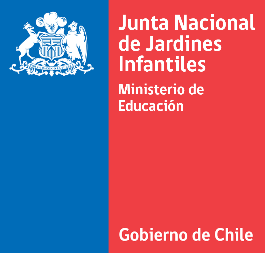 Junta Nacional
de Jardines
Infantiles
Ministerio de
Educación
Gobierno de Chile